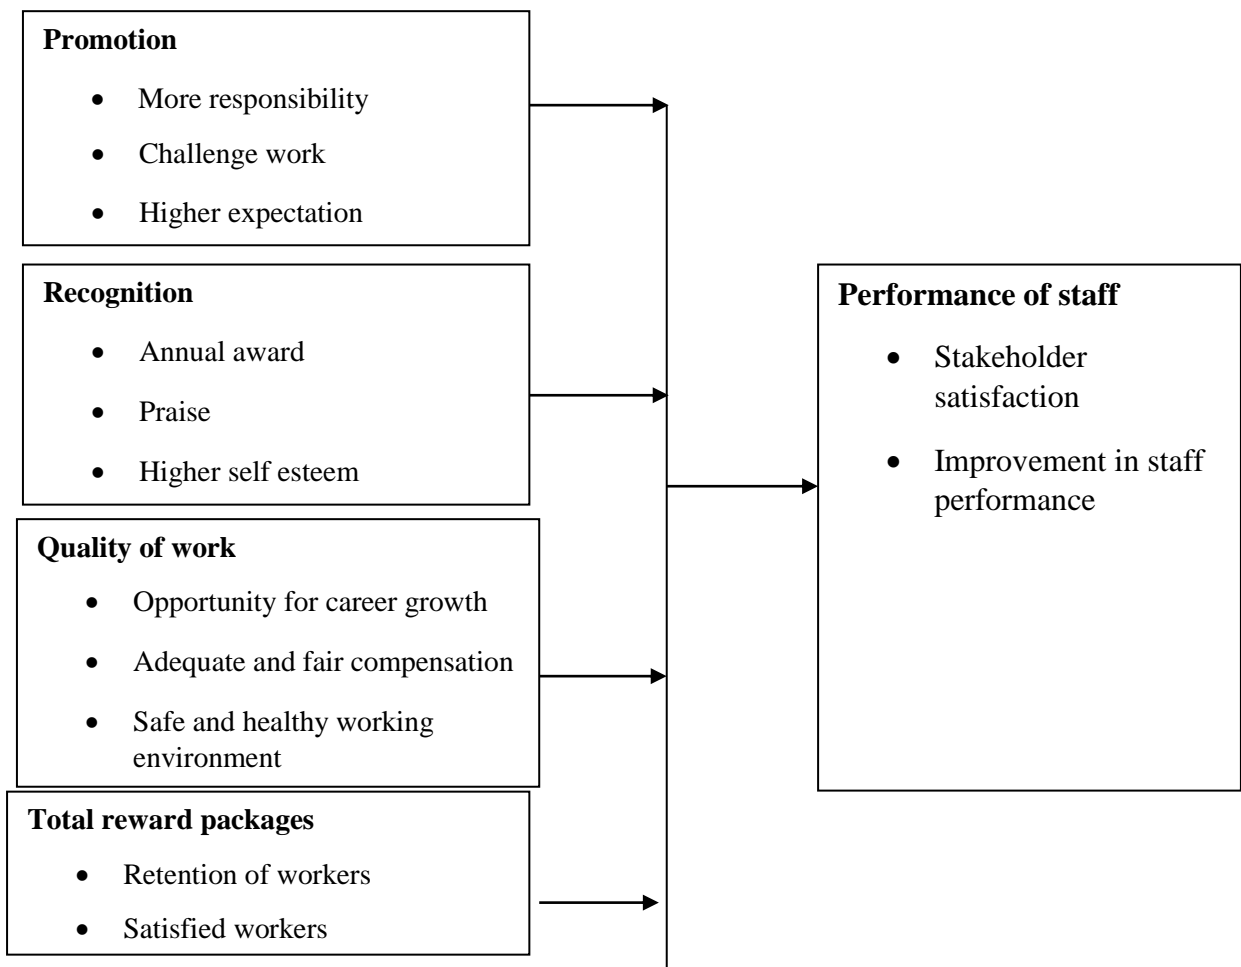 Promotion
• More responsibility
• Challenge work
• Higher expectation
Recognition
• Annual award
• Praise
• Higher self esteem
Quality of work
• Opportunity for career growth
• Adequate and fair compensation
• Safe and healthy working
environment
Total reward packages
• Retention of workers
• Satisfied workers
Performance of staff
• Stakeholder
satisfaction
• Improvement in staff
performance